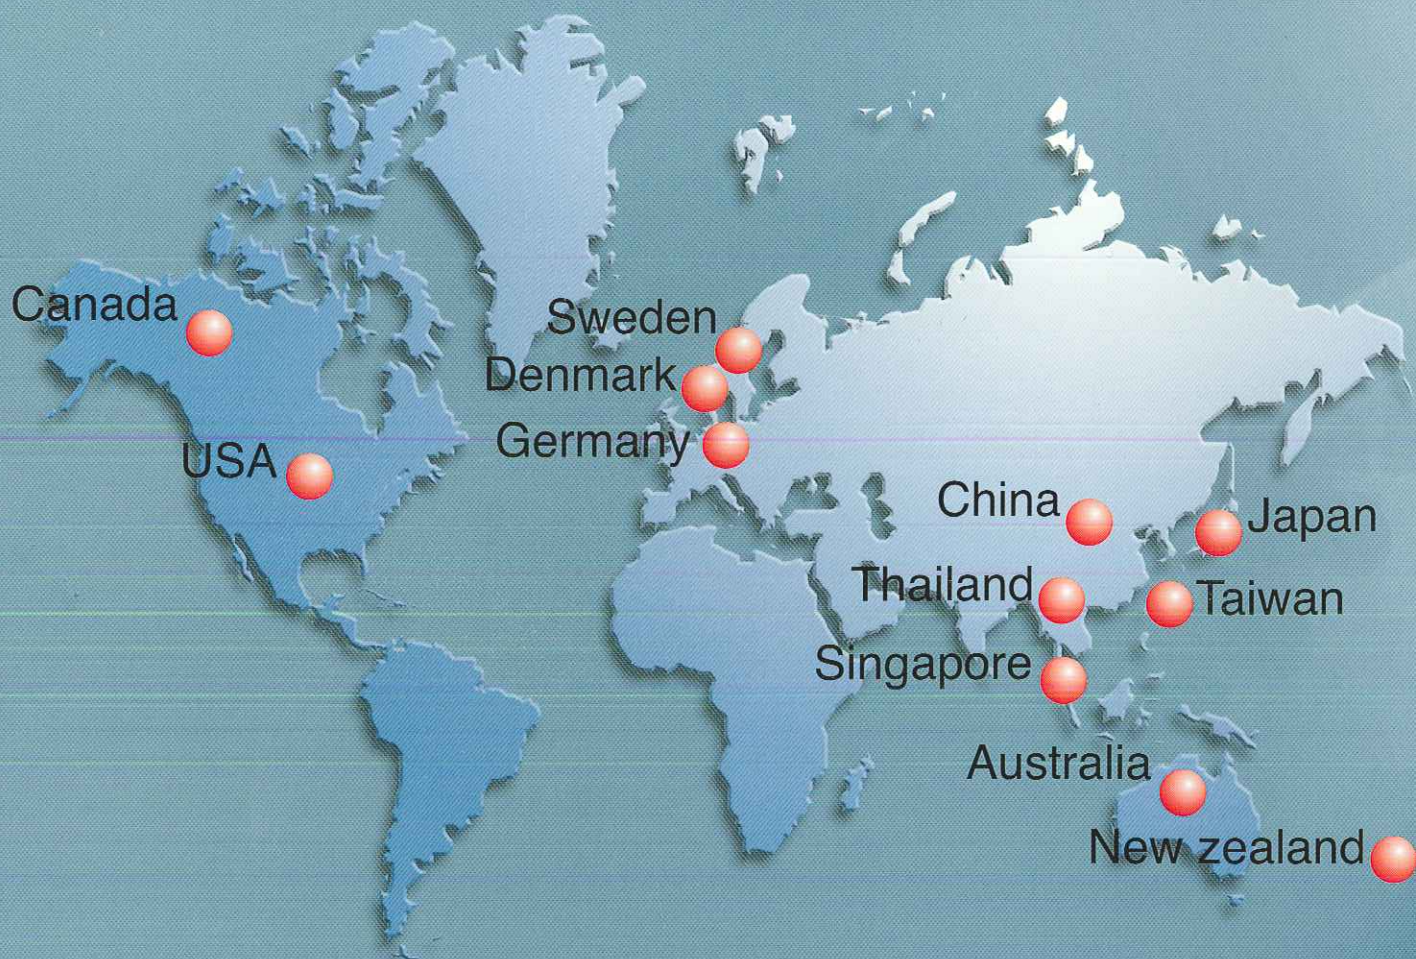 Canada
Sweden
Denmark
Germany
USA
China
Japan
Thailand
Taiwan
Singapore
Australia
New zealand